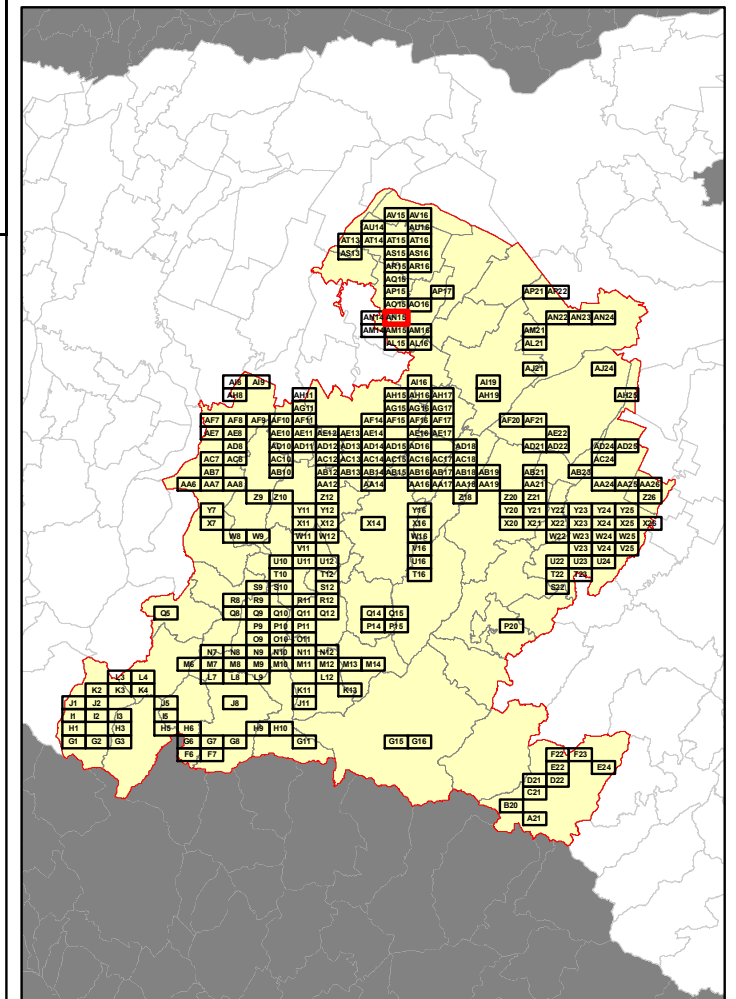 AV15 AV16
AU14 AU16
AT13 AT14 AT15 AT16
AS13 AS15 AS16
AR15 AR16
AQ15
AP15 AP17 AP21 AP22
AO15 AO16
AN14 AN15 AN22 AN23 AN24
AM14 AM15 AM16 AM21
AL15 AL16 AL21
AJ21 AJ24
AI8 AI9 AI16 AI19
AH8 AH11 AH15 AH16 AH17 AH19 AH25
AG11 AG15 AG16 AG17
AF7 AF8 AF9 AF10 AF11 AF14 AF15 AF16 AF17 AF20 AF21
AE7 AE8 AE10 AE11 AE12 AE13 AE14 AE16 AE17 AE22
AD8 AD10 AD11 AD12 AD13 AD14 AD15 AD16 AD18 AD21 AD22 AD24 AD25
AC7 AC8 AC10 AC12 AC13 AC14 AC15 AC16 AC17 AC18 AC24
AB7 AB10 AB12 AB13 AB14 AB15 AB16 AB17 AB18 AB19 AB21 AB23
AA6 AA7 AA8 AA12 AA14 AA16 AA17 AA18 AA19 AA21 AA24 AA25 AA26
Z9 Z10 Z12 Z18 Z20 Z21 Z26
Y7 Y11 Y12 Y16 Y20 Y21 Y22 Y23 Y24 Y25
X7 X11 X12 X14 X16 X20 X21 X22 X23 X24 X25 X26
W8 W9 W11 W12 W16 W22 W23 W24 W25
V11 V16 V23 V24 V25
U10 U11 U12 U16 U22 U23 U24
T10 T12 T16 T22 T23
S9 S10 S12 S22
R8 R9 R11 R12
Q5 Q8 Q9 Q10 Q11 Q12 Q14 Q15
P9 P10 P11 P14 P15 P20
O9 O10 O11
N7 N8 N9 N10 N11 N12
M6 M7 M8 M9 M10 M11 M12 M13 M14
L3 L4 L7 L8 L9 L12
K2 K3 K4 K11 K13
J1 J2 J5 J8 J11
I1 I2 I3 I5
H1 H3 H5 H6 H9 H10
G1 G2 G3 G6 G7 G8 G11 G15 G16
F6 F7 F22 F23
E22 E24
D21 D22
C21
B20
A21